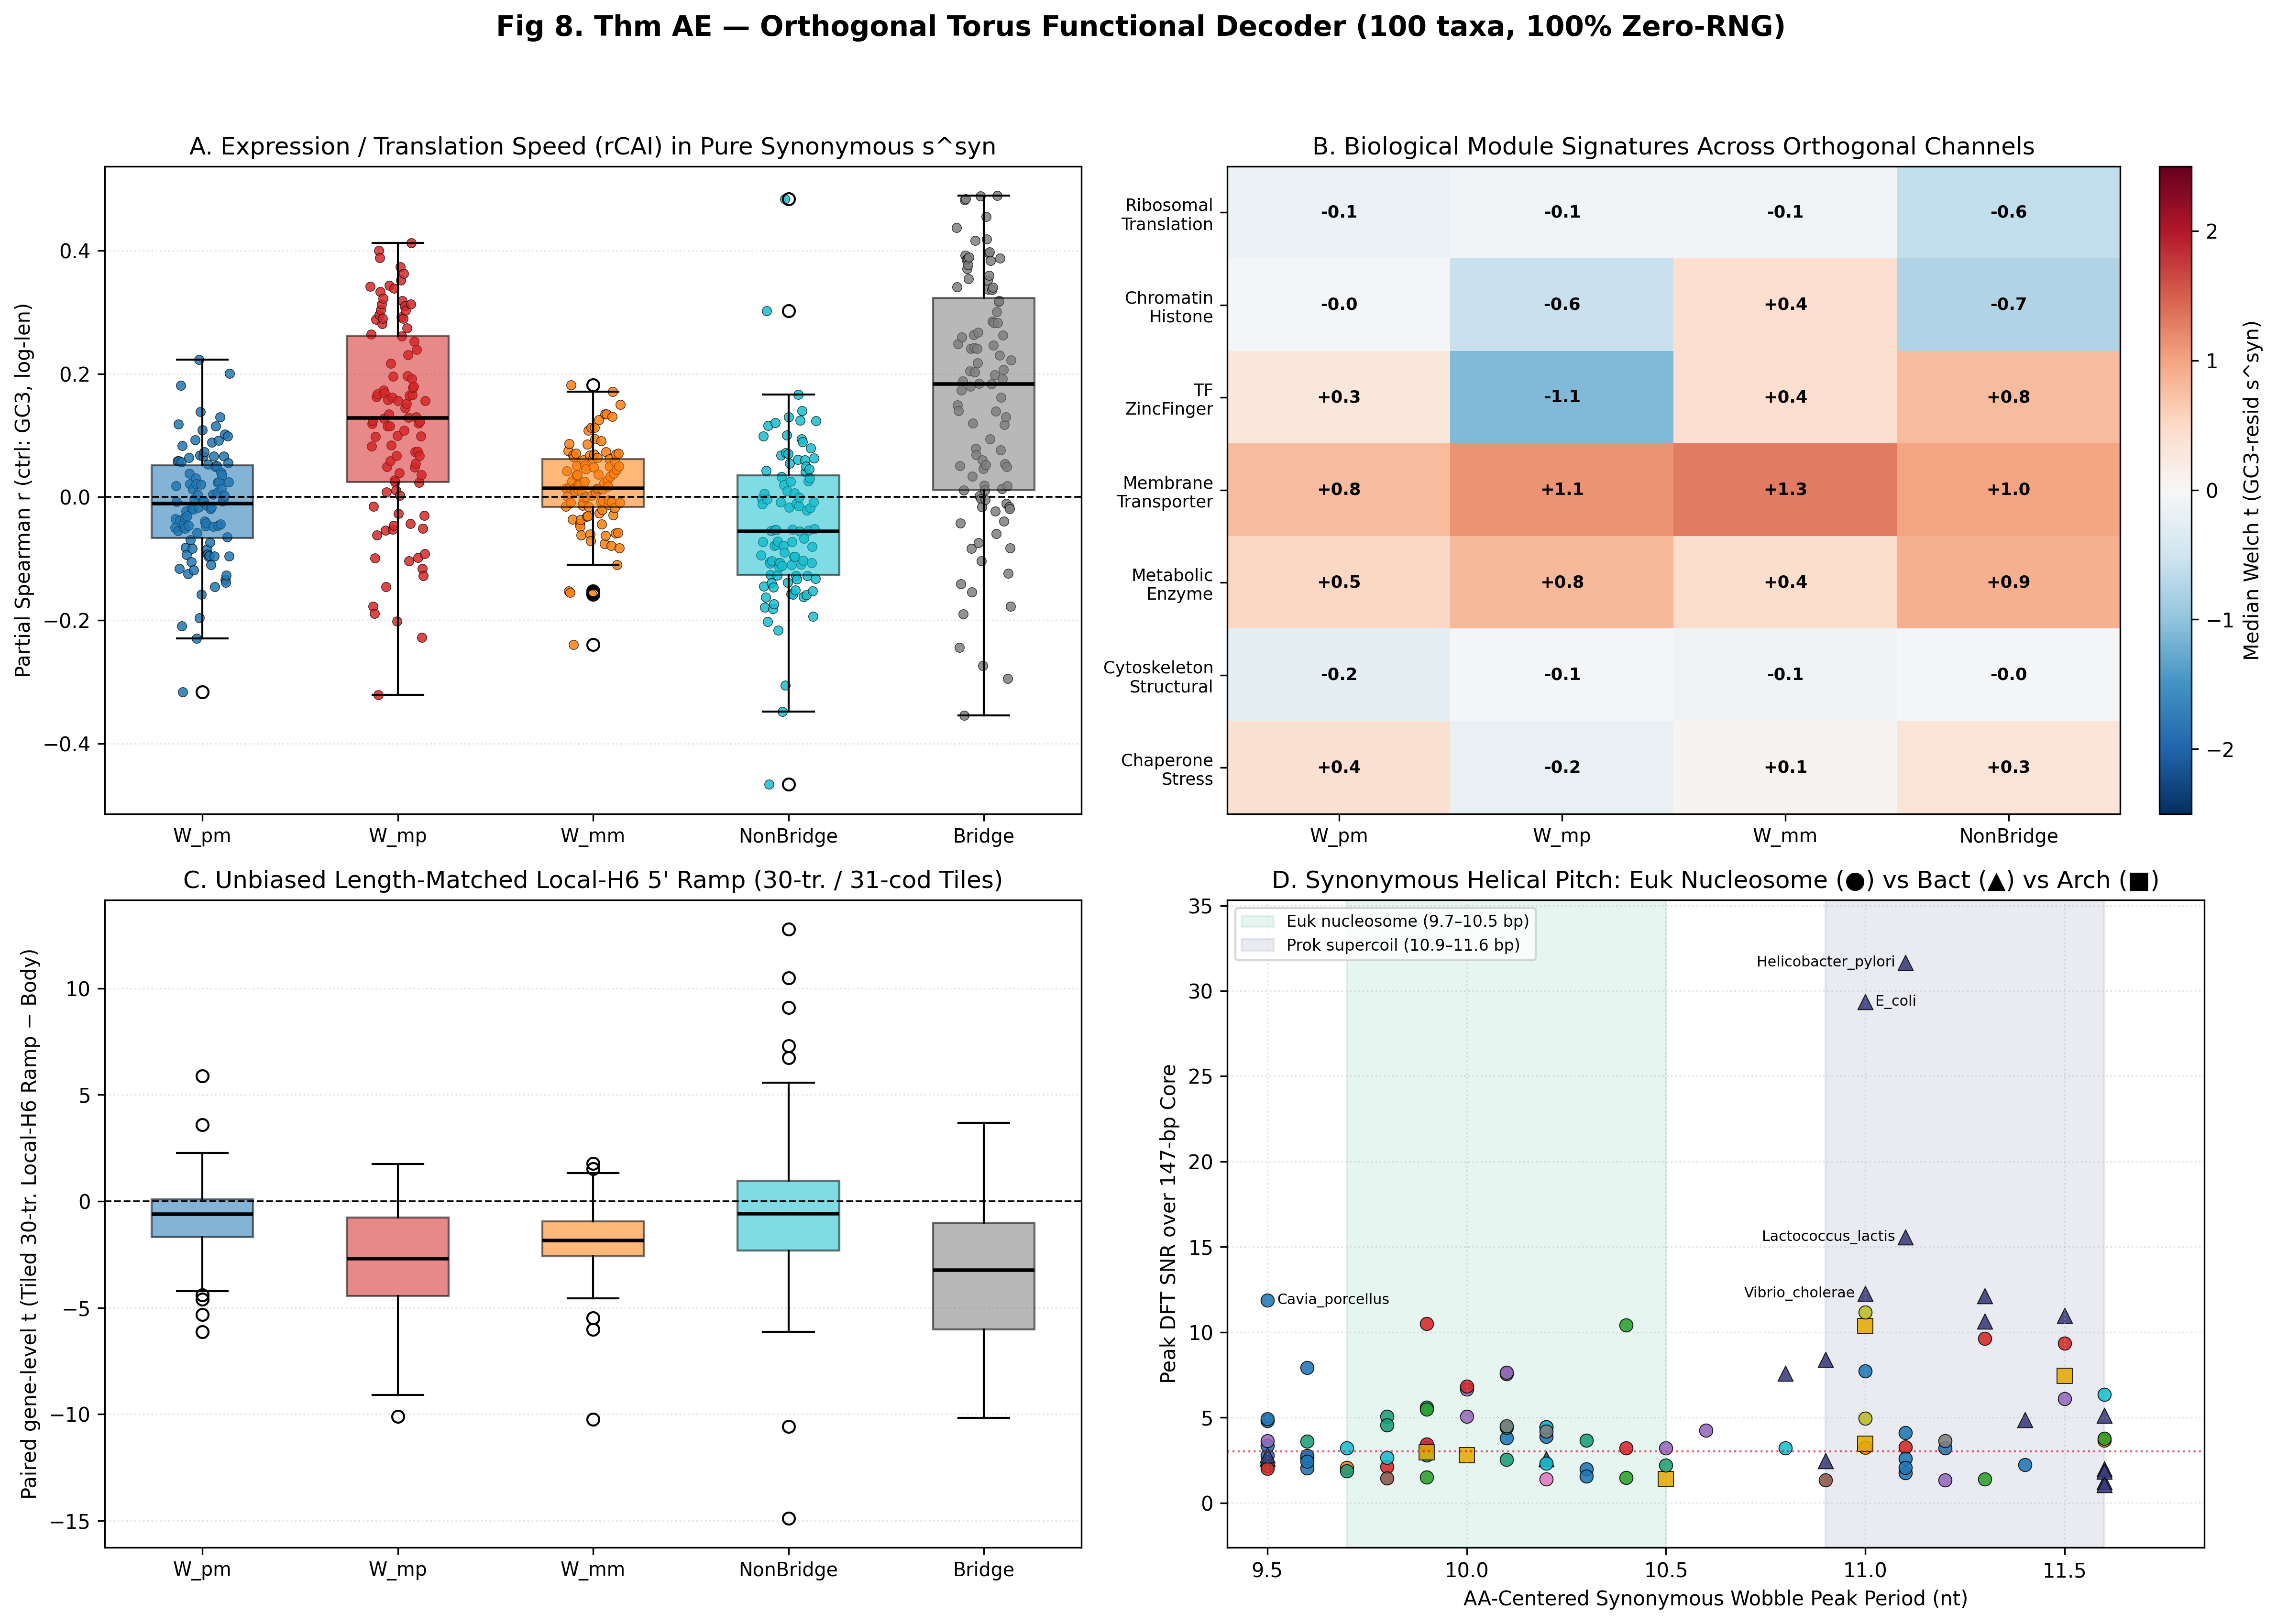 Fig 8. Thm AE — Orthogonal Torus Functional Decoder (100 taxa, 100% Zero-RNG)
A. Expression / Translation Speed (rCAI) in Pure Synonymous s^syn
Partial Spearman r (ctrl: GC3, log-len)
0.4
0.2
0.0
−0.2
−0.4
W_pm
W_mp
W_mm
NonBridge
Bridge
B. Biological Module Signatures Across Orthogonal Channels
Ribosomal
Translation
-0.1
-0.1
-0.1
-0.6
Chromatin
Histone
-0.0
-0.6
+0.4
-0.7
TF
ZincFinger
+0.3
-1.1
+0.4
+0.8
Membrane
Transporter
+0.8
+1.1
+1.3
+1.0
Metabolic
Enzyme
+0.5
+0.8
+0.4
+0.9
Cytoskeleton
Structural
-0.2
-0.1
-0.1
-0.0
Chaperone
Stress
+0.4
-0.2
+0.1
+0.3
W_pm
W_mp
W_mm
NonBridge
2
1
0
−1
−2
Median Welch t (GC3-resid s^syn)
C. Unbiased Length-Matched Local-H6 5' Ramp (30-tr. / 31-cod Tiles)
Paired gene-level t (Tiled 30-tr. Local-H6 Ramp − Body)
10
5
0
−5
−10
−15
W_pm
W_mp
W_mm
NonBridge
Bridge
D. Synonymous Helical Pitch: Euk Nucleosome (●) vs Bact (▲) vs Arch (■)
Euk nucleosome (9.7–10.5 bp)
Prok supercoil (10.9–11.6 bp)
Peak DFT SNR over 147-bp Core
35
30
25
20
15
10
5
0
Helicobacter_pylori
E_coli
Lactococcus_lactis
Vibrio_cholerae
Cavia_porcellus
9.5
10.0
10.5
11.0
11.5
AA-Centered Synonymous Wobble Peak Period (nt)